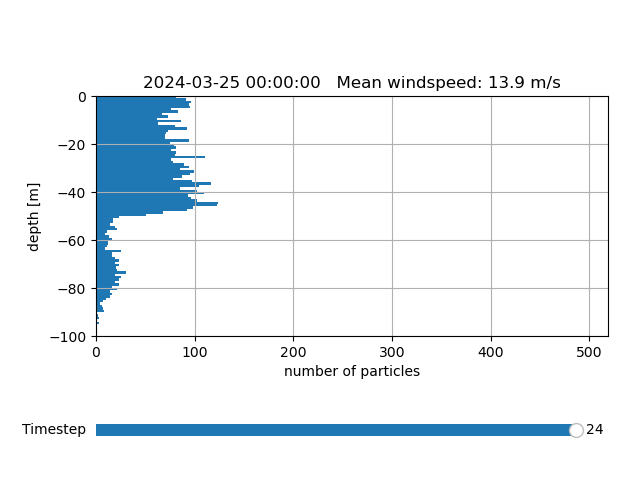 2024-03-25 00:00:00   Mean windspeed: 13.9 m/s
0
−20
−40
−60
−80
−100
depth [m]
0 100 200 300 400 500
number of particles
Timestep 24